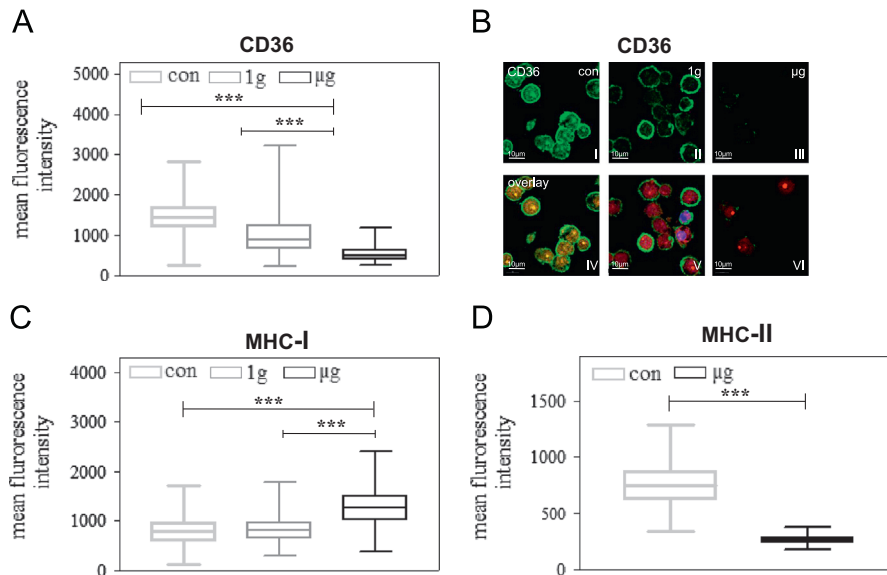 A
CD36
mean fluorescence
intensity
5000
4000
3000
2000
1000
0
con 1g μg
***
***
B
CD36
CD36 con
1g
μg
10μm I
10μm II
10μm III
overlay
10μm IV
10μm V
10μm VI
C
MHC-I
mean flurorescence
intensity
4000
3000
2000
1000
0
con 1g μg
***
***
D
MHC-II
mean flurorescence
intensity
1500
1000
500
0
con μg
***